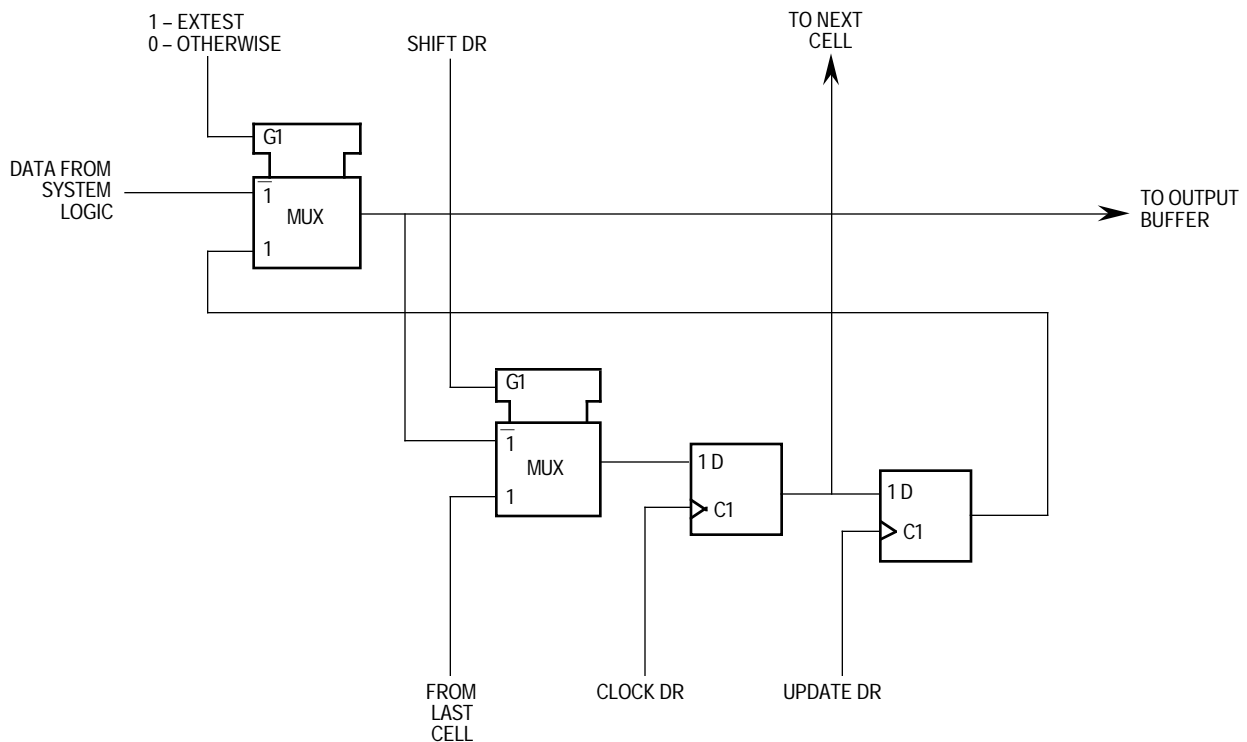 1 – EXTEST
0 – OTHERWISE
SHIFT DR
TO NEXT
CELL
G1
DATA FROM
SYSTEM
LOGIC
1
MUX
1
TO OUTPUT
BUFFER
G1
1
MUX
1
1 D
C1
1 D
C1
FROM
LAST
CELL
CLOCK DR
UPDATE DR